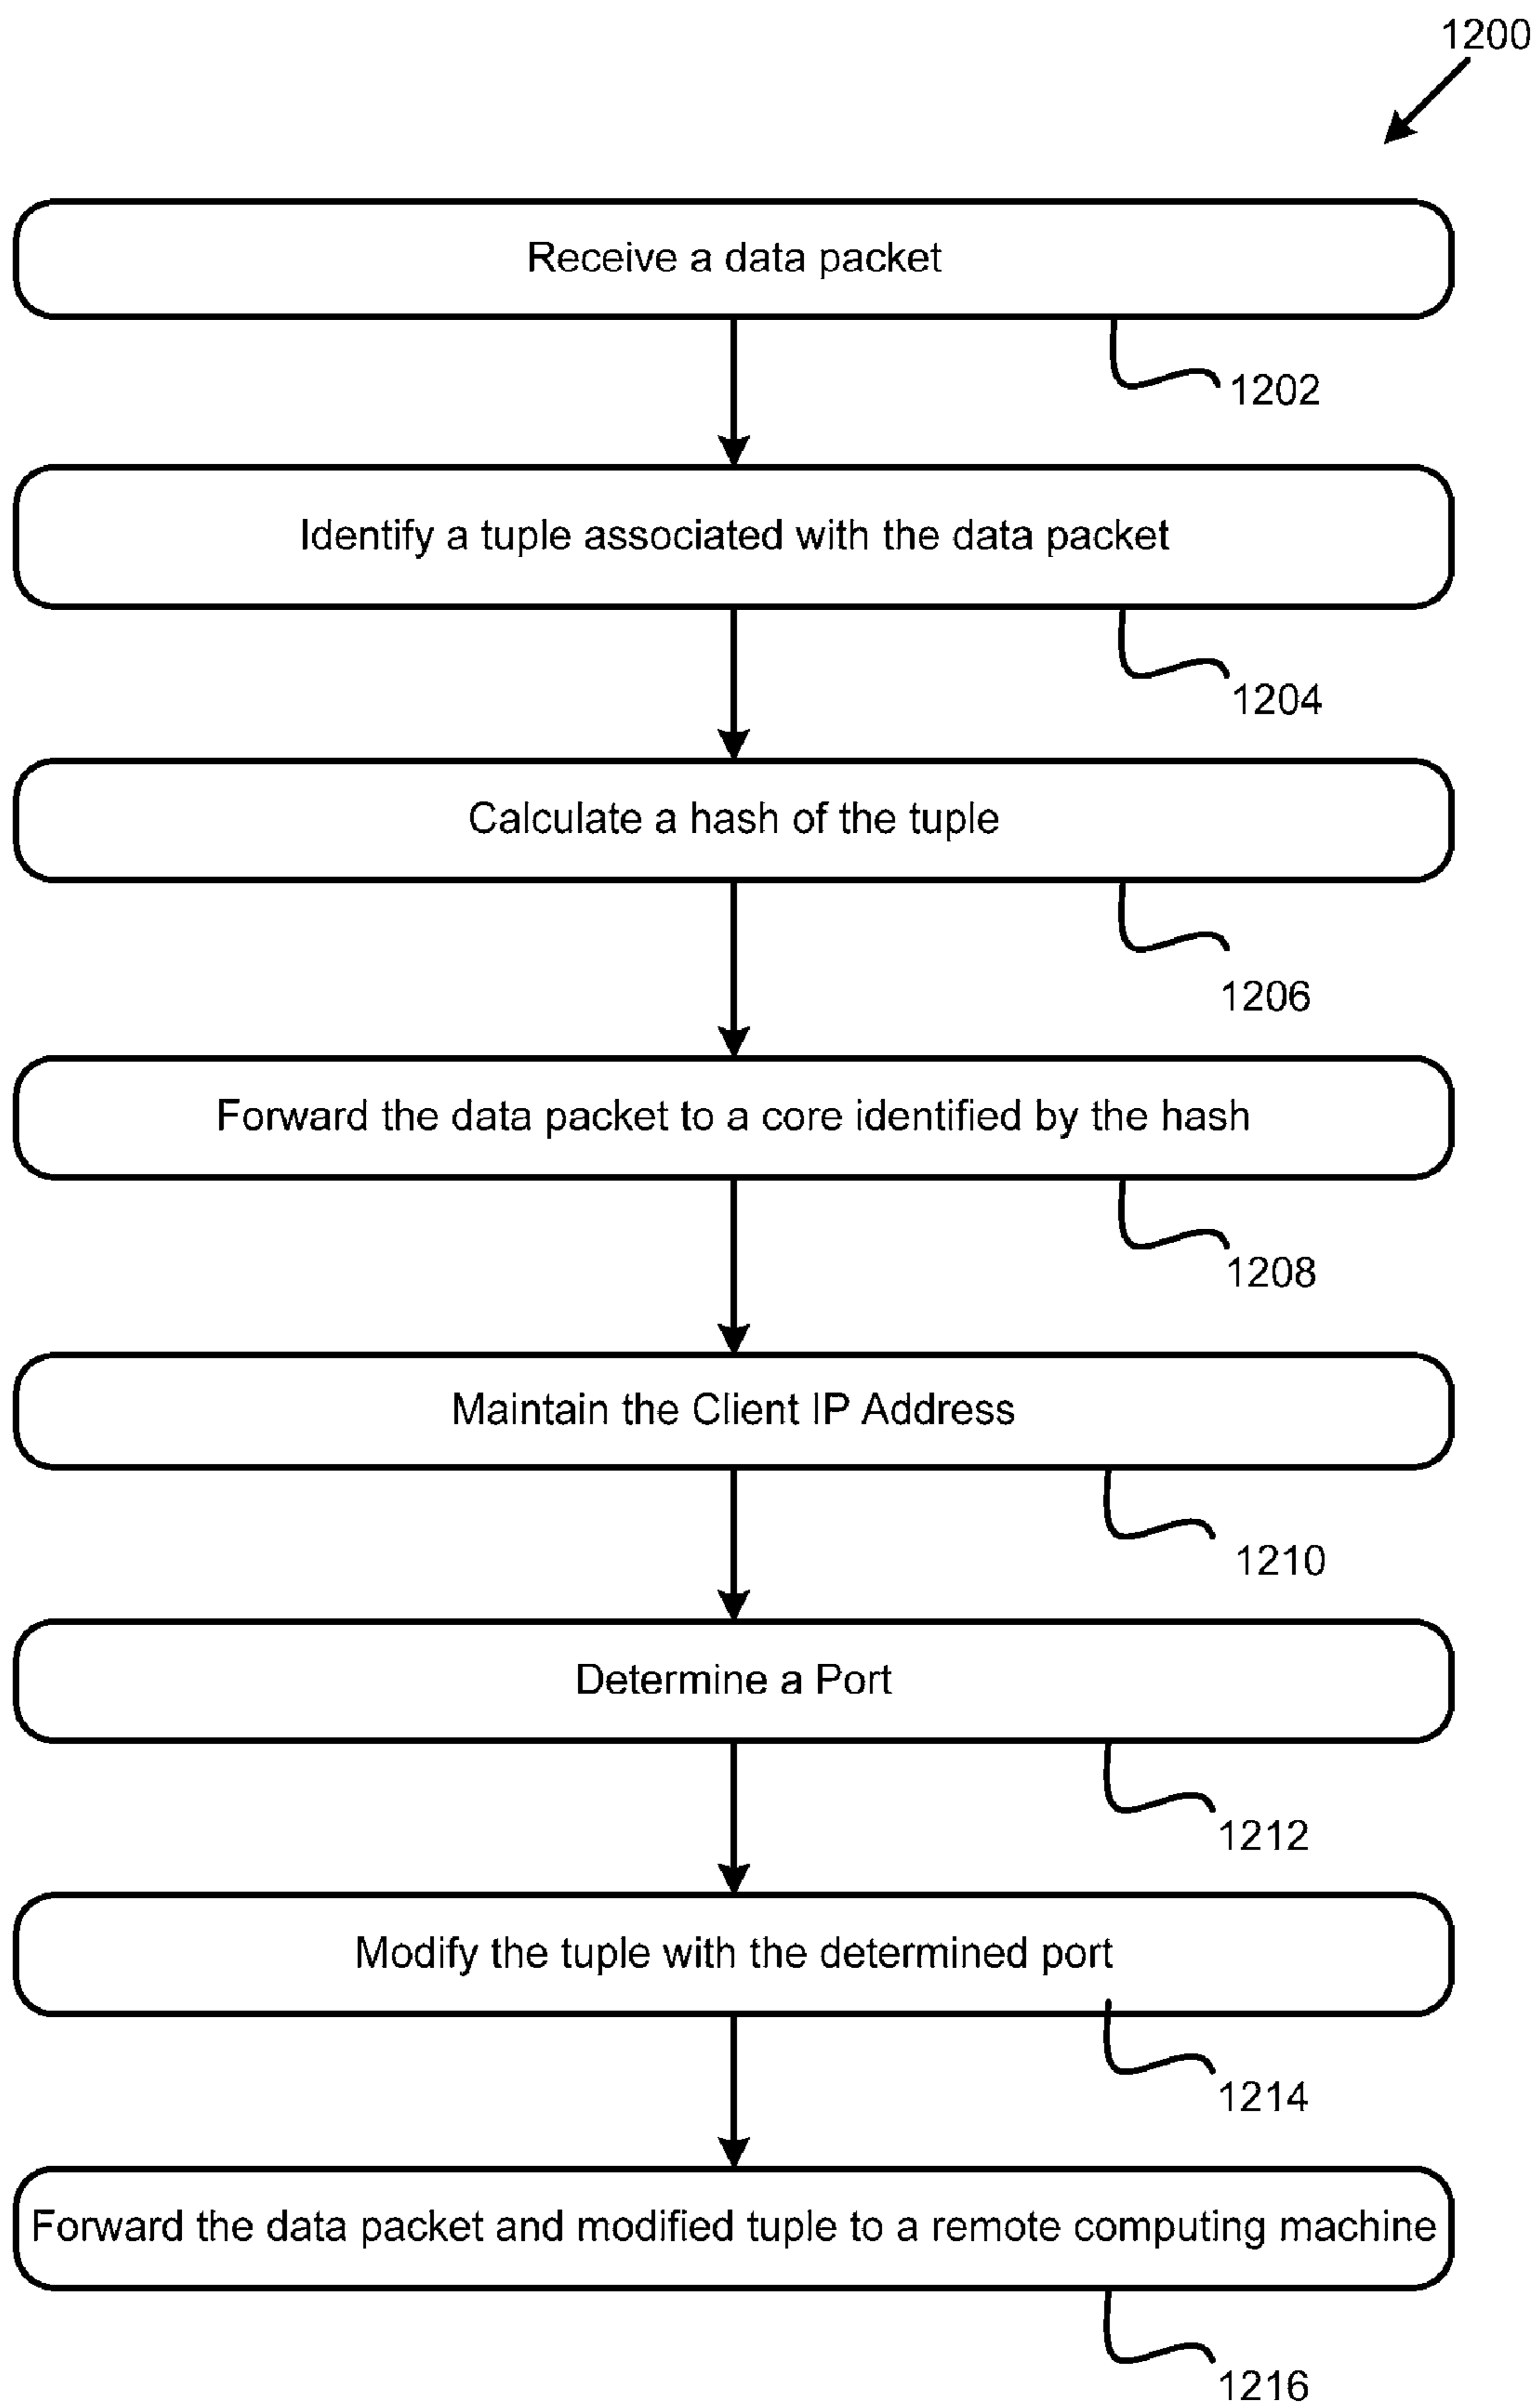 1200
Receive a data packet
1202
Identify a tuple associated with the data packet
1204
Calculate a hash of the tuple
1206
Forward the data packet to a core identified by the hash
1208
Maintain the Client IP Address
1210
Determine a Port
1212
Modify the tuple with the determined port
1214
Forward the data packet and modified tuple to a remote computing machine
1216